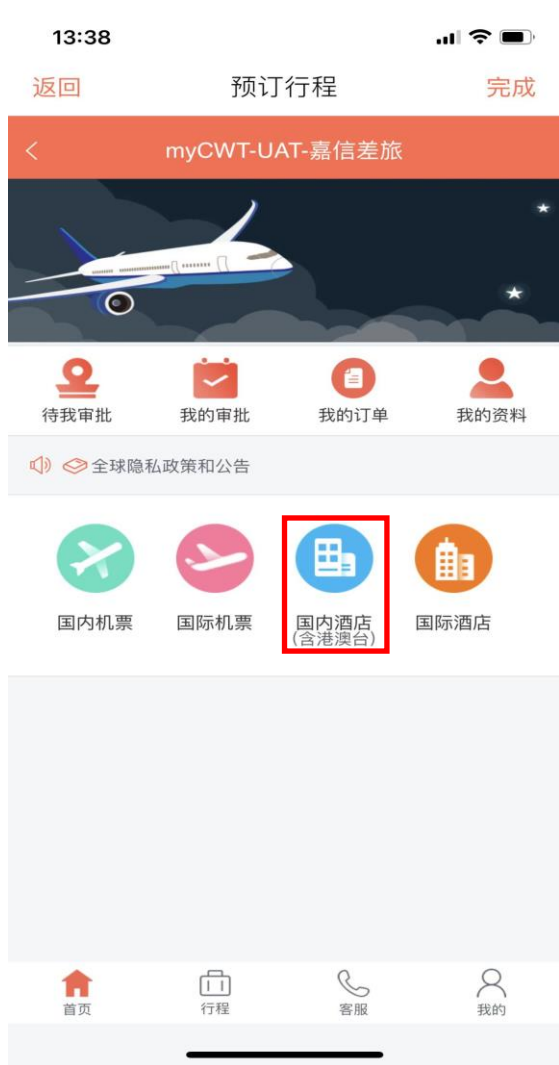 13:38
返回 预订行程 完成
myCWT-UAT-嘉信差旅
待我审批 我的审批 我的订单 我的资料
全球隐私政策和公告
国内机票 国际机票 国内酒店 国际酒店
(含港澳台)
首页 行程 客服 我的